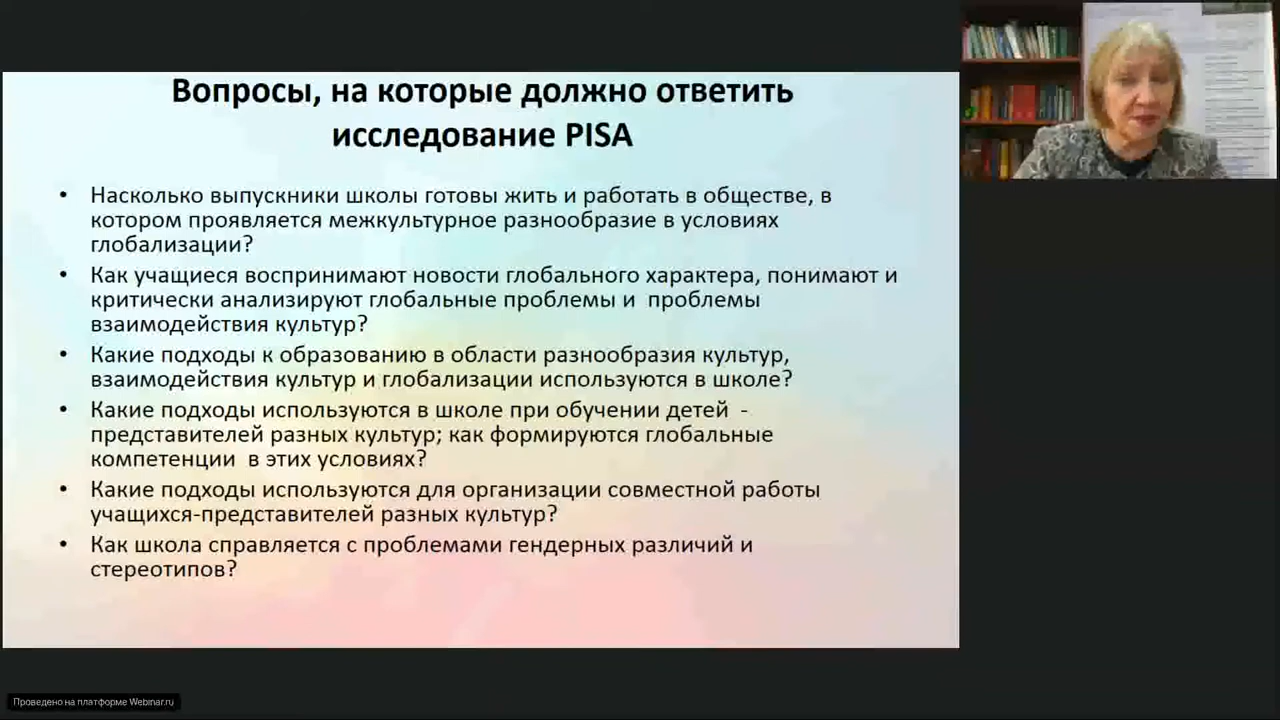 Вопросы, на которые должно ответить
исследование PISA
• Насколько выпускники школы готовы жить и работать в обществе, в
котором проявляется межкультурное разнообразие в условиях
глобализации?
• Как учащиеся воспринимают новости глобального характера, понимают и
критически анализируют глобальные проблемы и  проблемы
взаимодействия культур?
• Какие подходы к образованию в области разнообразия культур,
взаимодействия культур и глобализации используются в школе?
• Какие подходы используются в школе при обучении детей  -
представителей разных культур; как формируются глобальные
компетенции  в этих условиях?
• Какие подходы используются для организации совместной работы
учащихся-представителей разных культур?
• Как школа справляется с проблемами гендерных различий и
стереотипов?
Проведено на платформе Webinar.ru